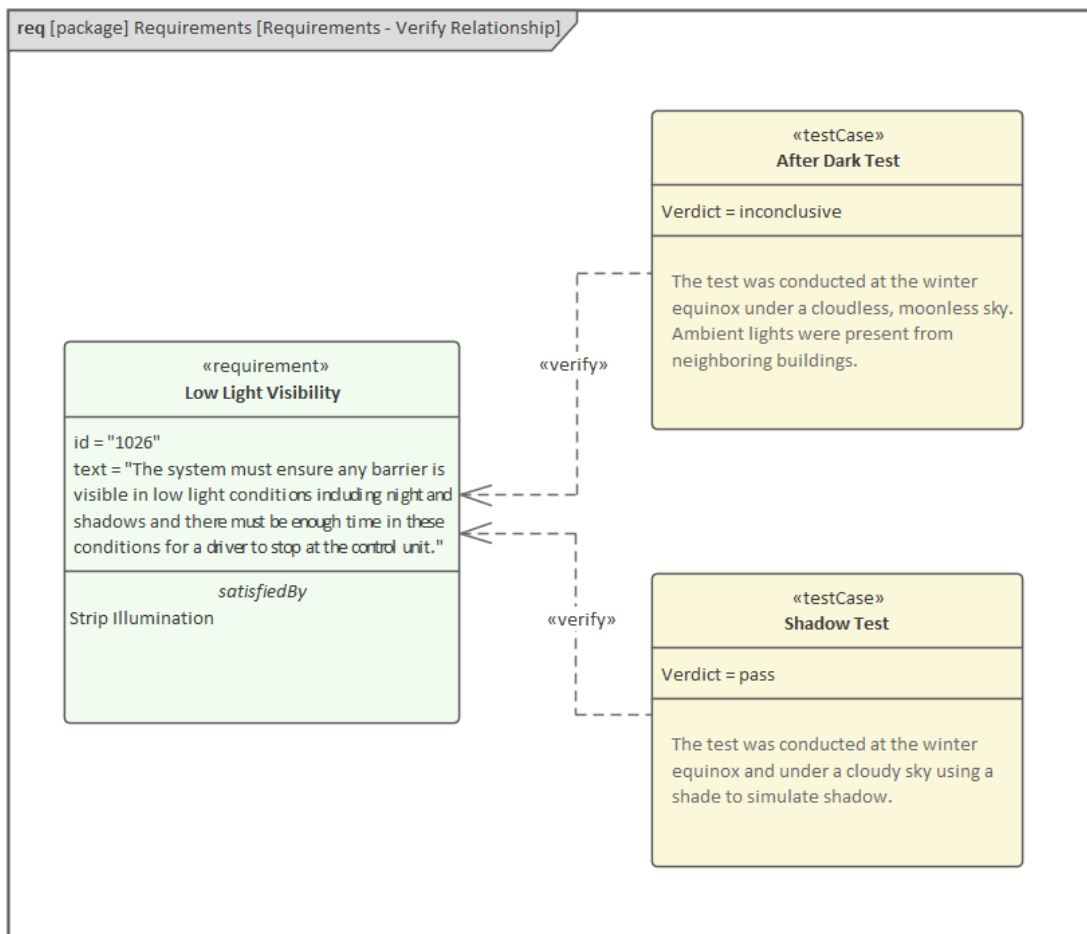 req [package] Requirements [Requirements - Verify Relationship]
«testCase»
After Dark Test
Verdict = inconclusive
The test was conducted at the winter
equinox under a cloudless, moonless sky.
Ambient lights were present from
neighboring buildings.
«verify»
«requirement»
Low Light Visibility
id = "1026"
text = "The system must ensure any barrier is
visible in low light conditions including night and
shadows and there must be enough time in these
conditions for a driver to stop at the control unit."
satisfiedBy
Strip Illumination
«verify»
«testCase»
Shadow Test
Verdict = pass
The test was conducted at the winter
equinox and under a cloudy sky using a
shade to simulate shadow.